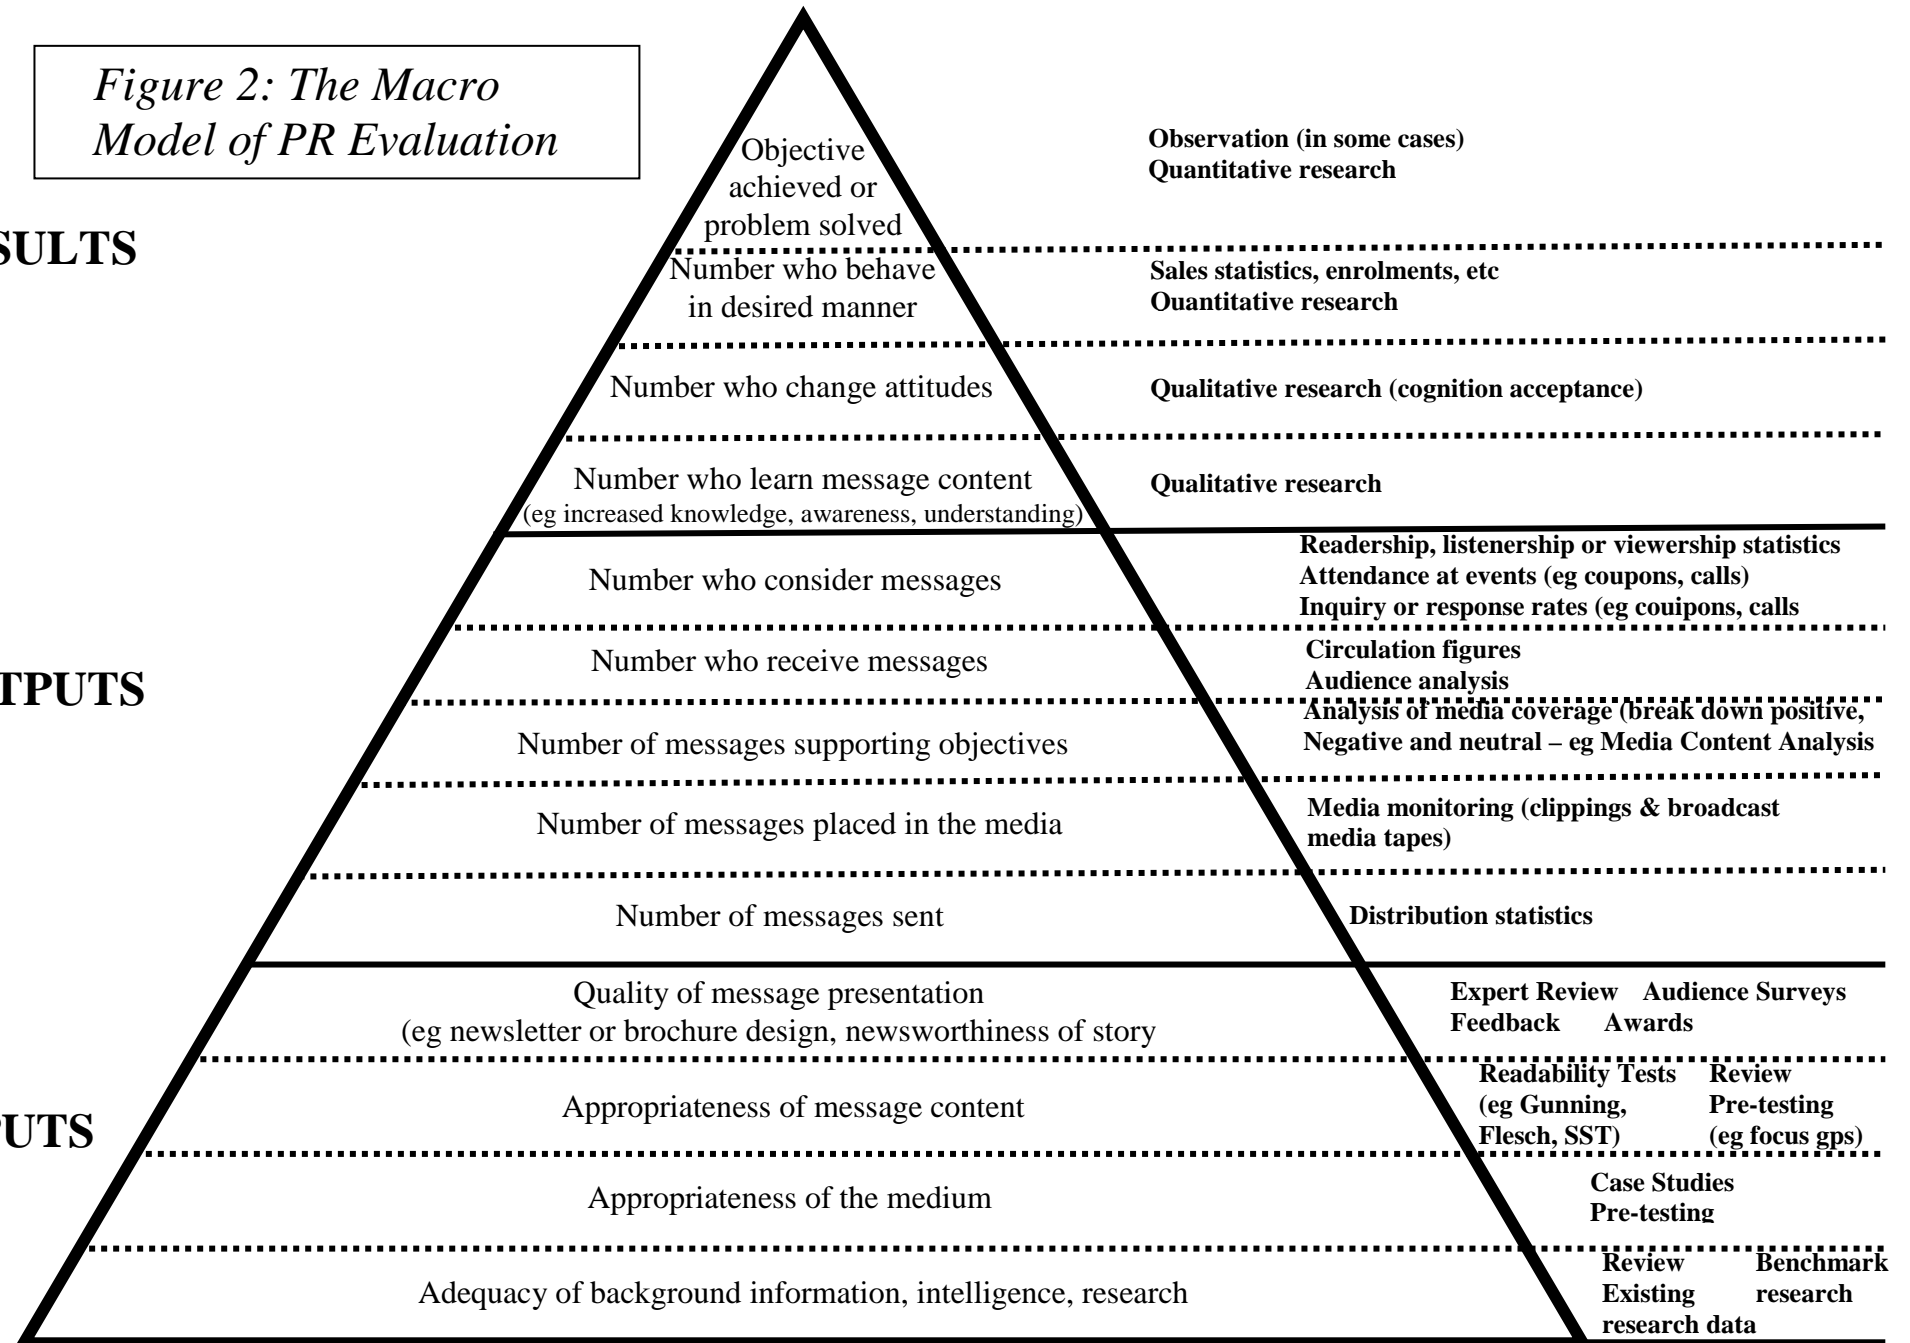 Figure 2: The Macro
Model of PR Evaluation
SULTS
Objective
achieved or
problem solved
Observation (in some cases)
Quantitative research
Number who behave
in desired manner
Sales statistics, enrolments, etc
Quantitative research
Number who change attitudes
Qualitative research (cognition acceptance)
Number who learn message content
(eg increased knowledge, awareness, understanding)
Qualitative research
TPUTS
Number who consider messages
Readership, listenership or viewership statistics
Attendance at events (eg coupons, calls)
Inquiry or response rates (eg couipons, calls
Number who receive messages
Circulation figures
Audience analysis
Number of messages supporting objectives
Analysis of media coverage (break down positive,
Negative and neutral – eg Media Content Analysis
Number of messages placed in the media
Media monitoring (clippings & broadcast
media tapes)
Number of messages sent
Distribution statistics
PUTS
Quality of message presentation
(eg newsletter or brochure design, newsworthiness of story
Expert Review Audience Surveys
Feedback Awards
Appropriateness of message content
Readability Tests
(eg Gunning,
Flesch, SST)
Review
Pre-testing
(eg focus gps)
Appropriateness of the medium
Case Studies
Pre-testing
Adequacy of background information, intelligence, research
Review
Existing
research data
Benchmark
research